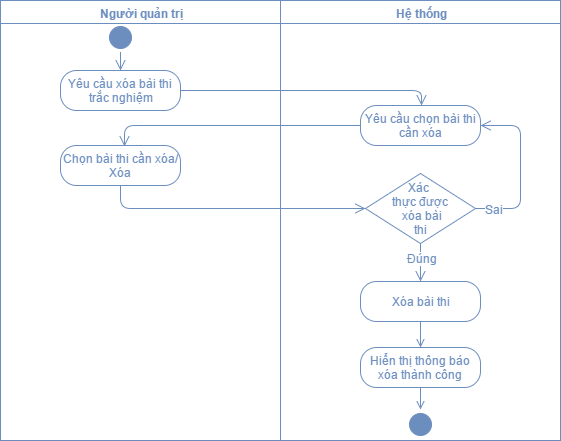 Người quản trị
Hệ thống
Yêu cầu xóa bài thi
trắc nghiệm
Yêu cầu chọn bài thi
cần xóa
Chọn bài thi cần xóa/
Xóa
Xác
thực được
xóa bài
thi
Sai
Đúng
Xóa bài thi
Hiển thị thông báo
xóa thành công